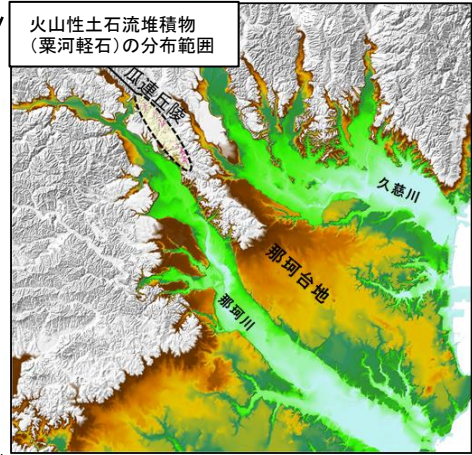 火山性土石流堆積物
(粟河軽石)の分布範囲
瓜連丘陵
久慈川
那珂台地
那珂川